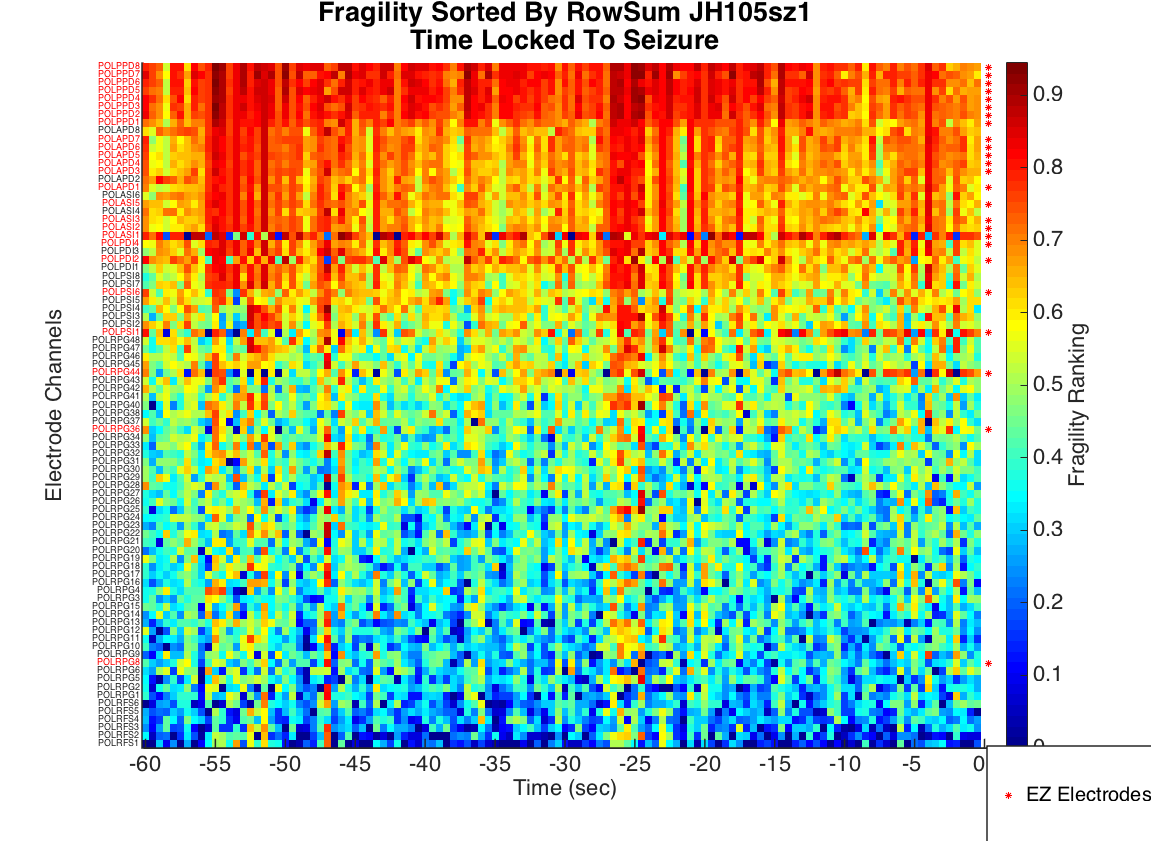 Fragility Sorted By RowSum JH105sz1
Time Locked To Seizure
Electrode Channels
POLPPD8
POLPPD7
POLPPD6
POLPPD5
POLPPD4
POLPPD3
POLPPD2
POLPPD1
POLAPD8
POLAPD7
POLAPD6
POLAPD5
POLAPD4
POLAPD3
POLAPD2
POLAPD1
POLASI6
POLASI5
POLASI4
POLASI3
POLASI2
POLASI1
POLPDI4
POLPDI3
POLPDI2
POLPDI1
POLPSI8
POLPSI7
POLPSI6
POLPSI5
POLPSI4
POLPSI3
POLPSI2
POLPSI1
POLRPG48
POLRPG47
POLRPG46
POLRPG45
POLRPG44
POLRPG43
POLRPG42
POLRPG41
POLRPG40
POLRPG38
POLRPG37
POLRPG36
POLRPG34
POLRPG33
POLRPG32
POLRPG31
POLRPG30
POLRPG29
POLRPG28
POLRPG27
POLRPG26
POLRPG25
POLRPG24
POLRPG23
POLRPG22
POLRPG21
POLRPG20
POLRPG19
POLRPG18
POLRPG17
POLRPG16
POLRPG4
POLRPG3
POLRPG15
POLRPG14
POLRPG13
POLRPG12
POLRPG11
POLRPG10
POLRPG9
POLRPG8
POLRPG6
POLRPG5
POLRPG2
POLRPG1
POLRFS6
POLRFS5
POLRFS4
POLRFS3
POLRFS2
POLRFS1
-60 -55 -50 -45 -40 -35 -30 -25 -20 -15 -10 -5 0
Time (sec)
0.9
0.8
0.7
0.6
0.5
0.4
0.3
0.2
0.1
0
Fragility Ranking
* EZ Electrodes